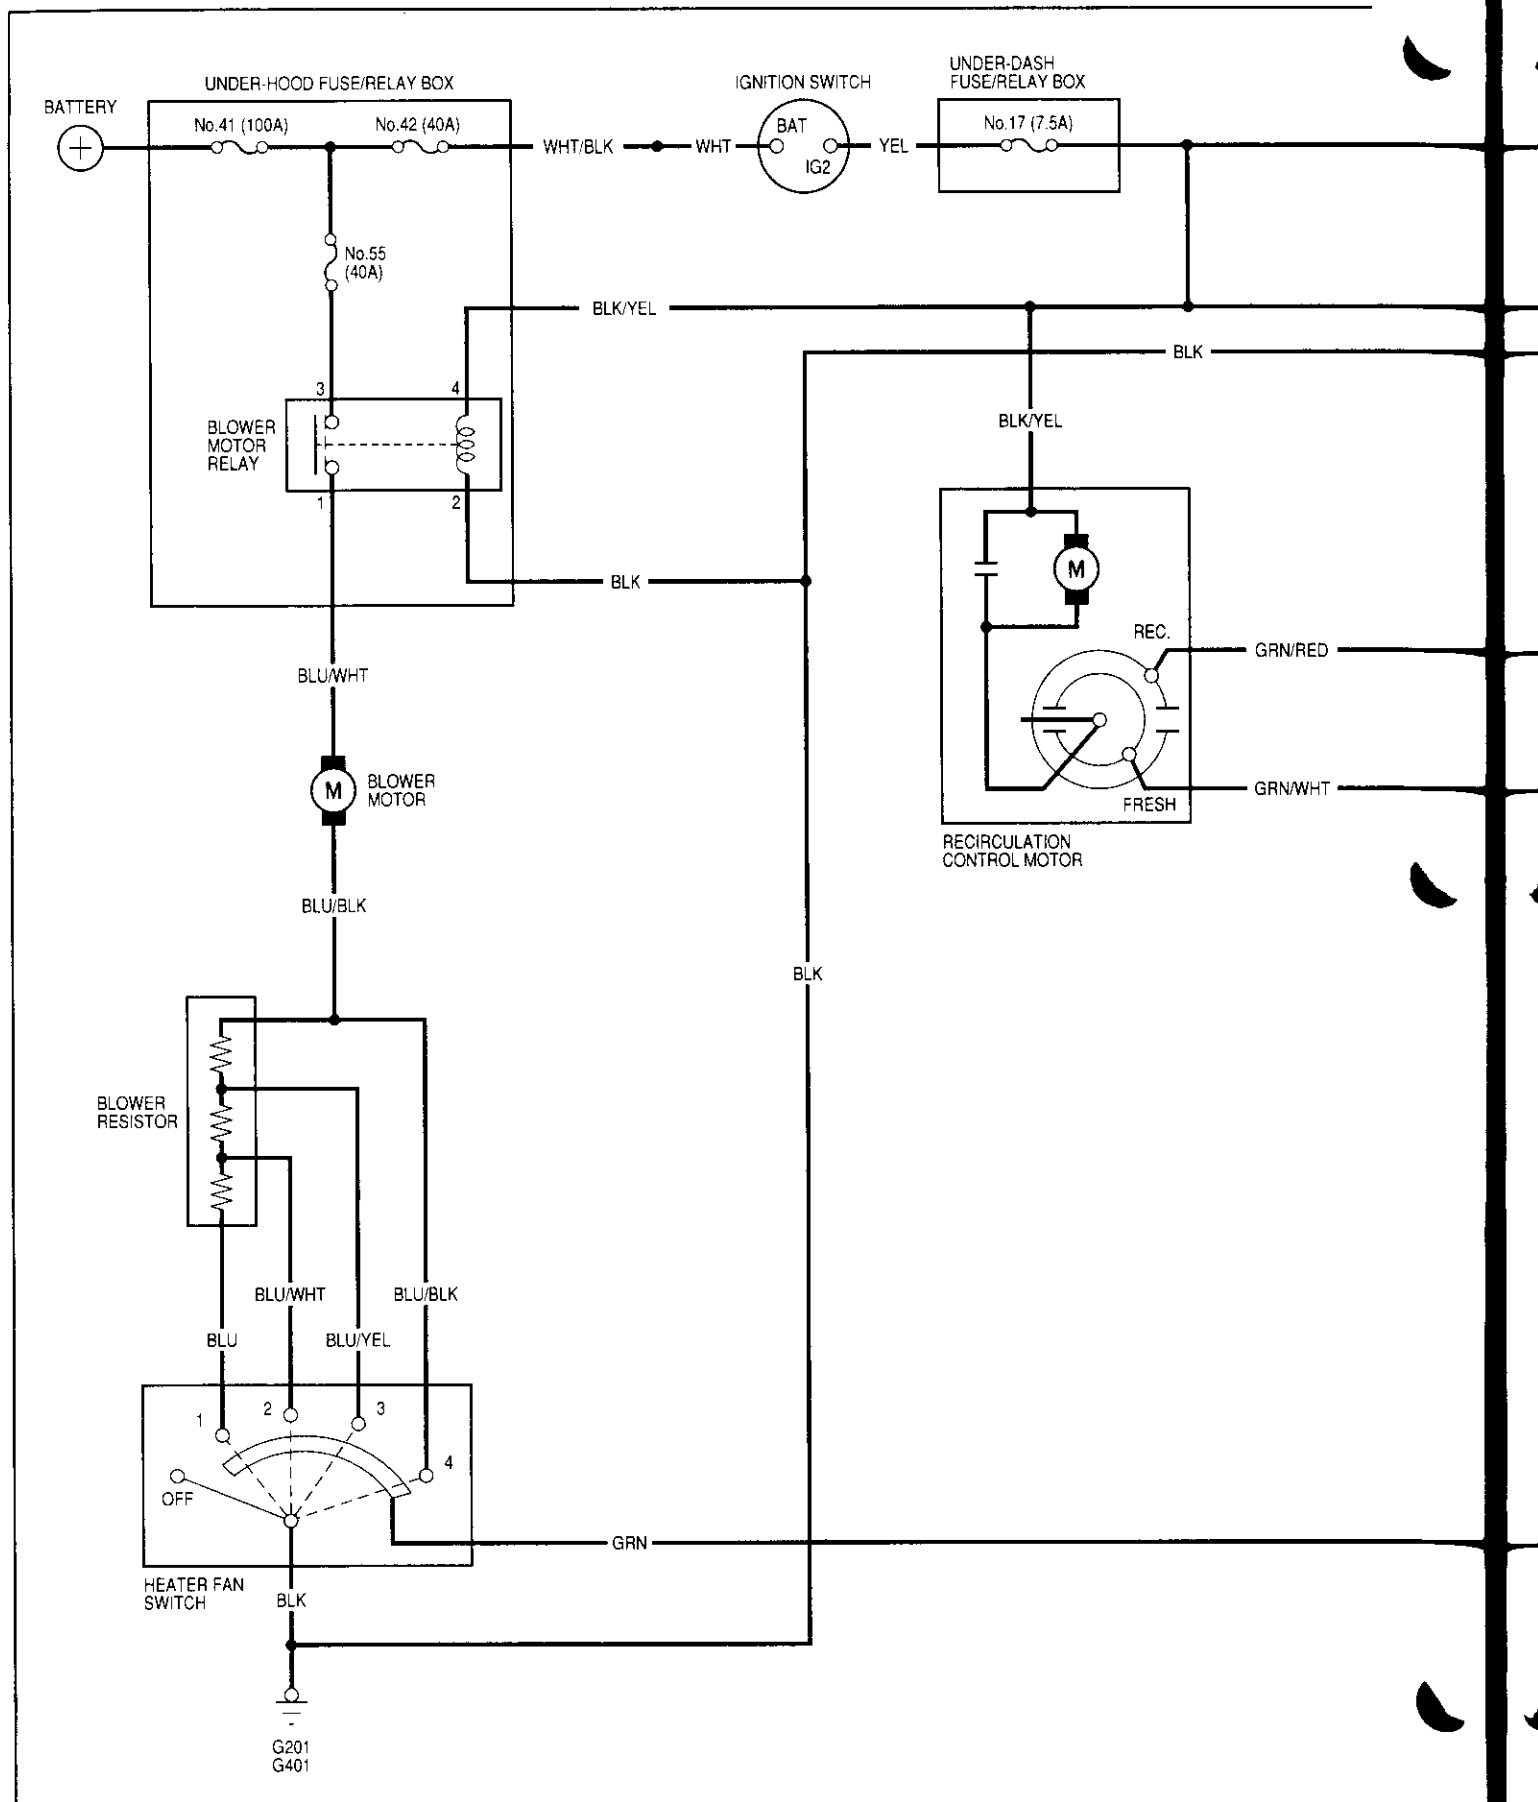 UNDER-HOOD FUSE/RELAY BOX
IGNITION SWITCH
UNDER-DASH
FUSE/RELAY BOX
BATTERY
No.41 (100A)
No.42 (40A)
BAT
No.17 (7.5A)
WHT/BLK
WHT
YEL
IG2
No.55
(40A)
BLK/YEL
BLK
3
4
BLOWER
MOTOR
RELAY
BLK/YEL
1
2
BLK
M
REC.
GRN/RED
BLU/WHT
M
BLOWER
MOTOR
GRN/WHT
FRESH
RECIRCULATION
CONTROL MOTOR
BLU/BLK
BLK
BLOWER
RESISTOR
BLU/WHT
BLU/BLK
BLU
BLU/YEL
1
2
3
4
OFF
GRN
HEATER FAN
SWITCH
BLK
G201
G401